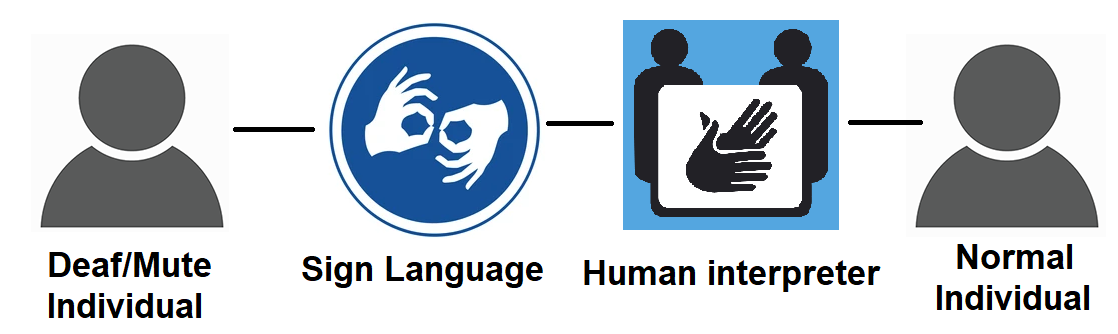 Deaf/Mute
Individual
Sign Language
Human interpreter
Normal
Individual